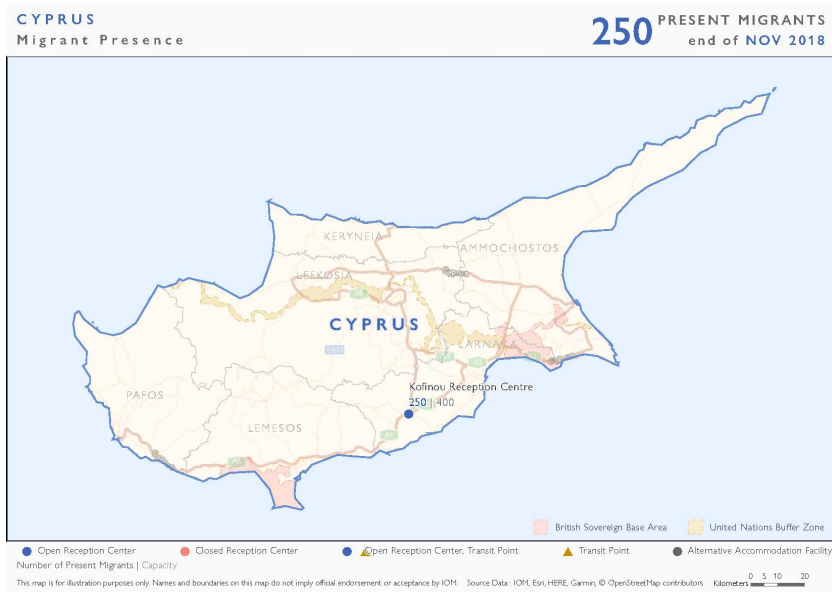 CYPRUS
Migrant Presence
250 PRESENT MIGRANTS
end of NOV 2018
KERYNEIA
AMMOCHOSTOS
LEFKOSIA
CYPRUS
LARNACA
Kofinou Reception Centre
250 | 400
PAFOS
LEMESOS
British Sovereign Base Area
United Nations Buffer Zone
Open Reception Center
Closed Reception Center
Open Reception Center, Transit Point
Transit Point
Alternative Accommodation Facility
Number of Present Migrants | Capacity
This map is for illustration purposes only. Names and boundaries on this map do not imply official endorsement or acceptance by IOM.
Source Data : IOM, Esri, HERE, Garmin, © OpenStreetMap contributors
Kilometers
0 5 10 20